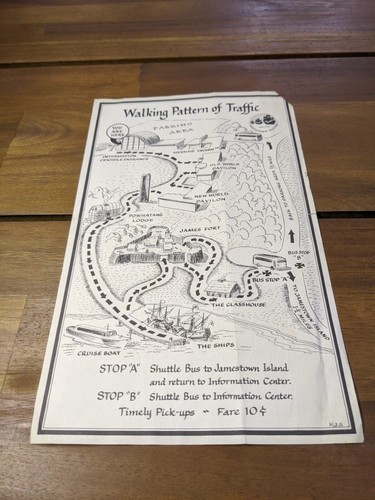 Walking Pattern of Traffic
PARKING
AREA
YOU
ARE
HERE
INFORMATION
CENTER & ENTRANCE
OLD WORLD
PAVILION
NEW WORLD
PAVILION
POWHATAN'S
LODGE
JAMES FORT
BUS STOP
"B"
BUS STOP "A"
THE GLASSHOUSE
TO JAMESTOWN ISLAND
CRUISE BOAT
THE SHIPS
STOP "A" Shuttle Bus to Jamestown Island
and return to Information Center.
STOP "B" Shuttle Bus to Information Center.
Timely Pick-ups ~ Fare 10¢